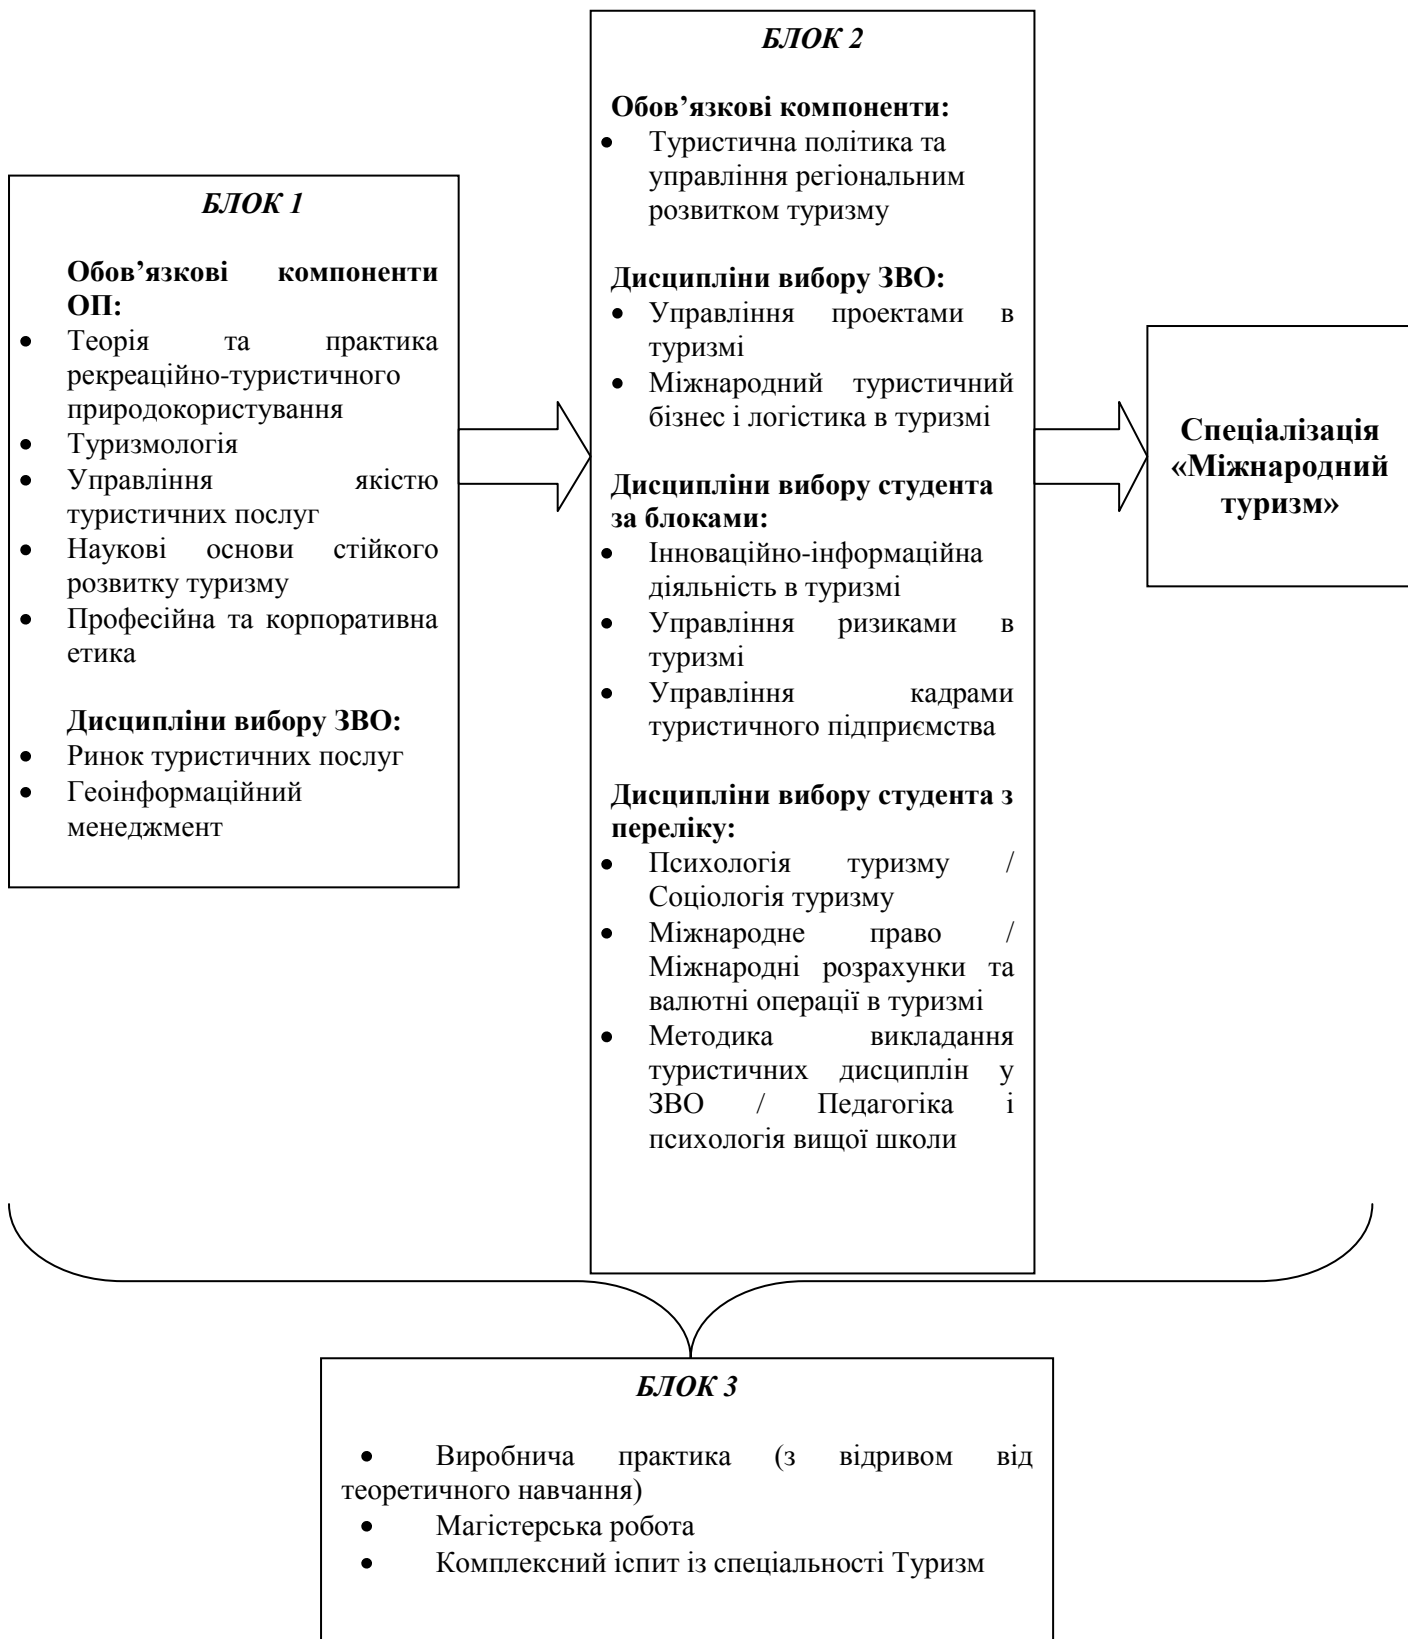 БЛОК 1
Обов’язкові компоненти
ОП:
• Теорія та практика
рекреаційно-туристичного
природокористування
• Туризмологія
• Управління якістю
туристичних послуг
• Наукові основи стійкого
розвитку туризму
• Професійна та корпоративна
етика
Дисципліни вибору ЗВО:
• Ринок туристичних послуг
• Геоінформаційний
менеджмент
БЛОК 2
Обов’язкові компоненти:
• Туристична політика та
управління регіональним
розвитком туризму
Дисципліни вибору ЗВО:
• Управління проектами в
туризмі
• Міжнародний туристичний
бізнес і логістика в туризмі
Дисципліни вибору студента
за блоками:
• Інноваційно-інформаційна
діяльність в туризмі
• Управління ризиками в
туризмі
• Управління кадрами
туристичного підприємства
Дисципліни вибору студента з
переліку:
• Психологія туризму /
Соціологія туризму
• Міжнародне право /
Міжнародні розрахунки та
валютні операції в туризмі
• Методика викладання
туристичних дисциплін у
ЗВО / Педагогіка і
психологія вищої школи
Спеціалізація
«Міжнародний
туризм»
БЛОК 3
• Виробнича практика (з відривом від
теоретичного навчання)
• Магістерська робота
• Комплексний іспит із спеціальності Туризм